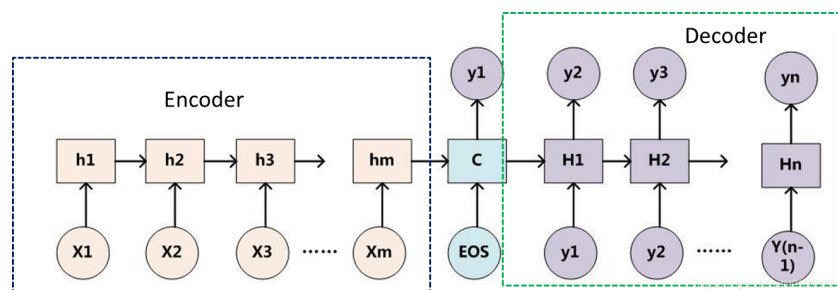 Decoder
Encoder
y1 y2 y3 yn
h1 h2 h3 hm C H1 H2 Hn
X1 X2 X3 ...... Xm EOS y1 y2 ...... Y(n-
1)